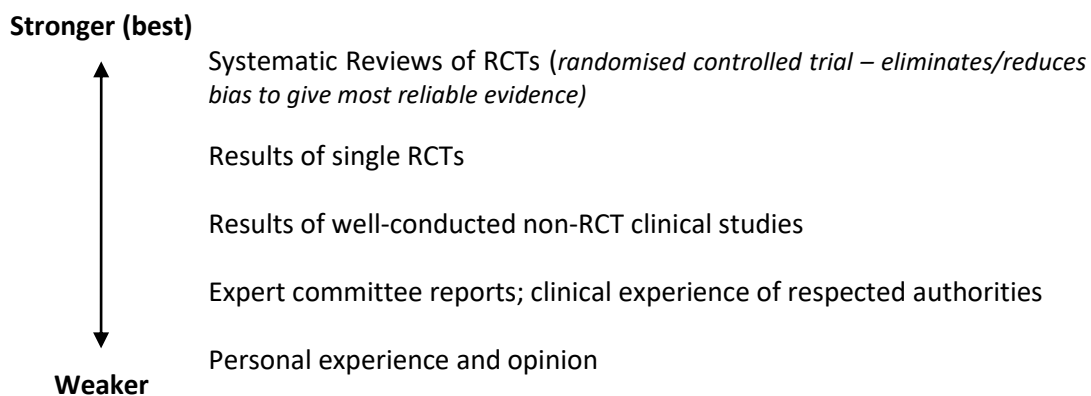 Stronger (best)
Systematic Reviews of RCTs (randomised controlled trial – eliminates/reduces
bias to give most reliable evidence)
Results of single RCTs
Results of well-conducted non-RCT clinical studies
Expert committee reports; clinical experience of respected authorities
Personal experience and opinion
Weaker